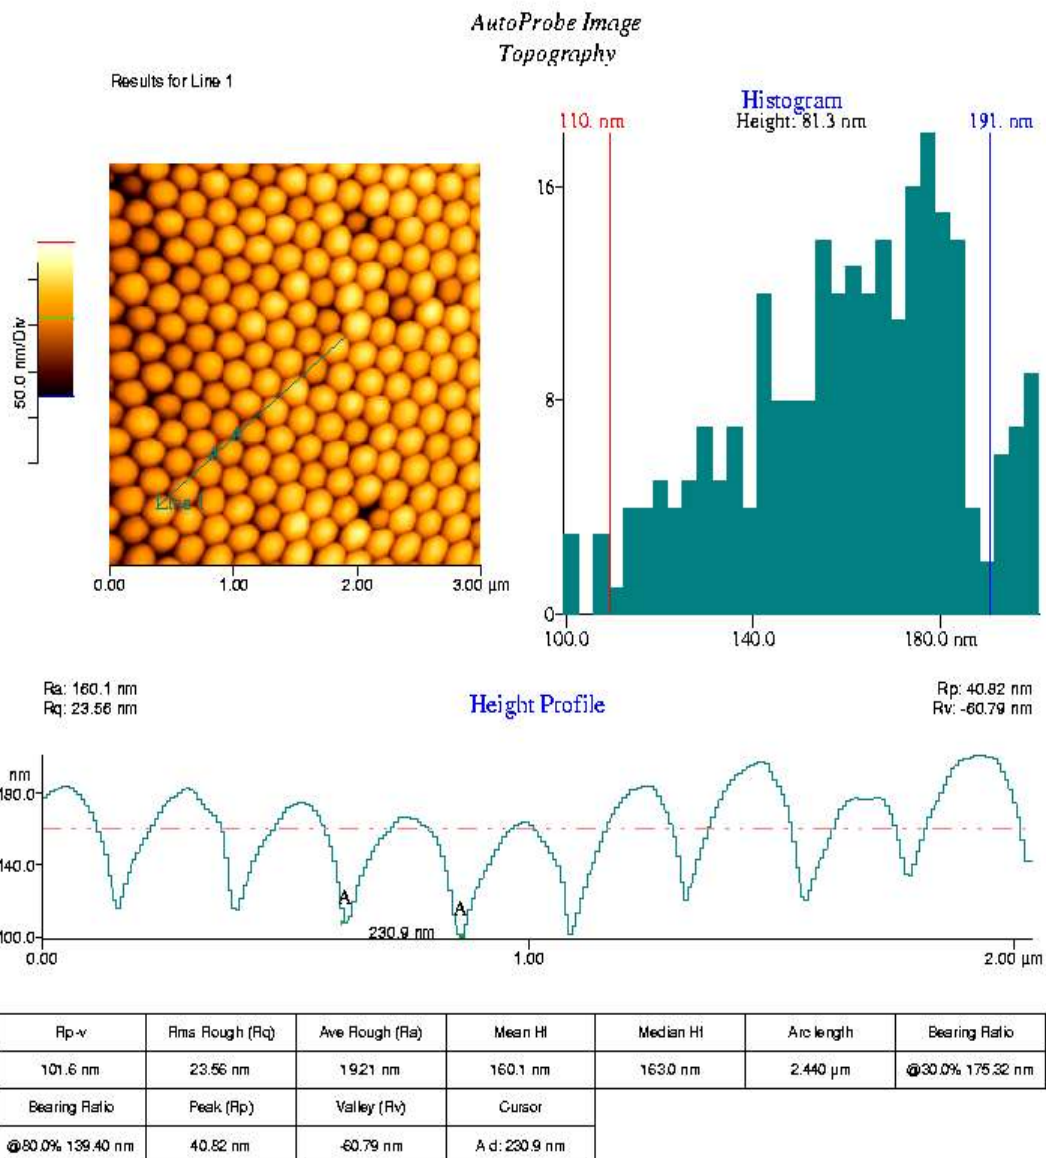 AutoProbe Image
Topography
Results for Line 1
Histogram
Height: 81.3 nm
110. nm
191. nm
16
8
0
100.0
140.0
180.0 nm
50.0 nm/Div
Line 1
0.00
1.00
2.00
3.00 µm
Ra: 160.1 nm
Rq: 23.56 nm
Height Profile
Rp: 40.82 nm
Rv: -60.79 nm
nm
180.0
140.0
100.0
A
A
230.9 nm
0.00
1.00
2.00 µm
Rp-v
Rms Rough (Rq)
Ave Rough (Ra)
Mean Ht
Median Ht
Arc length
Bearing Ratio
101.6 nm
23.56 nm
19.21 nm
160.1 nm
163.0 nm
2.440 µm
@30.0% 175.32 nm
Bearing Ratio
Peak (Rp)
Valley (Rv)
Cursor
@80.0% 139.40 nm
40.82 nm
-60.79 nm
A d: 230.9 nm